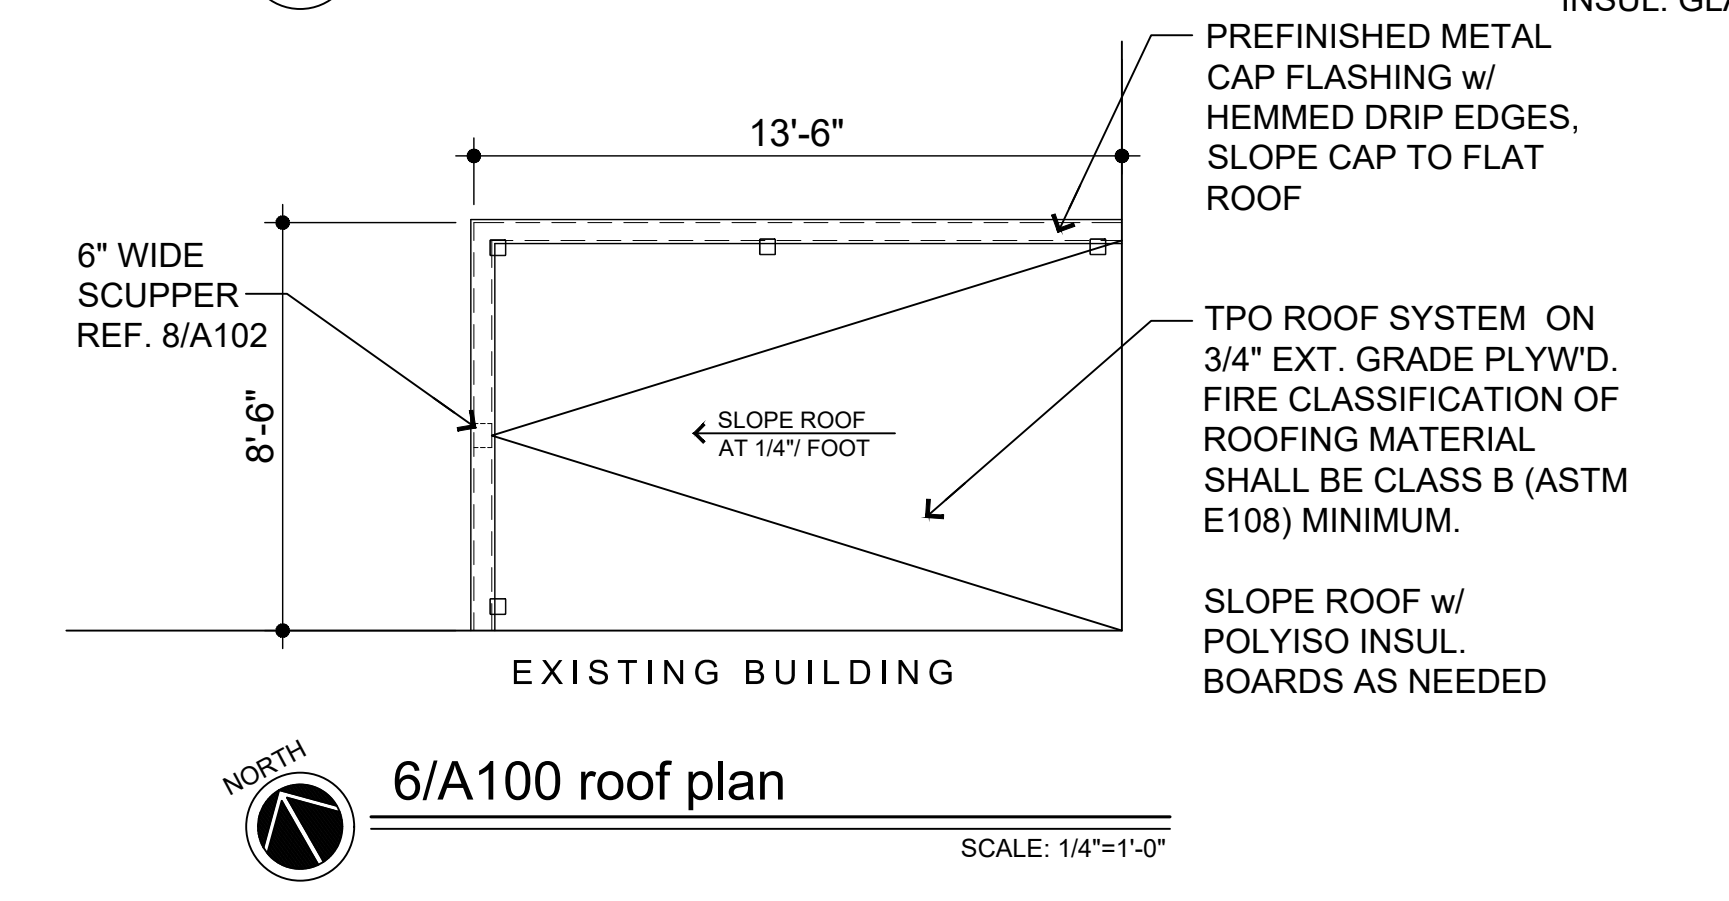 INSUL. GLA
PREFINISHED METAL
CAP FLASHING w/
HEMMED DRIP EDGES,
SLOPE CAP TO FLAT
ROOF
13'-6"
6" WIDE
SCUPPER
REF. 8/A102
8'-6"
SLOPE ROOF
AT 1/4"/ FOOT
TPO ROOF SYSTEM  ON
3/4" EXT. GRADE PLYW'D.
FIRE CLASSIFICATION OF
ROOFING MATERIAL
SHALL BE CLASS B (ASTM
E108) MINIMUM.
SLOPE ROOF w/
POLYISO INSUL.
BOARDS AS NEEDED
EXISTING BUILDING
NORTH
6/A100 roof plan
SCALE: 1/4"=1'-0"